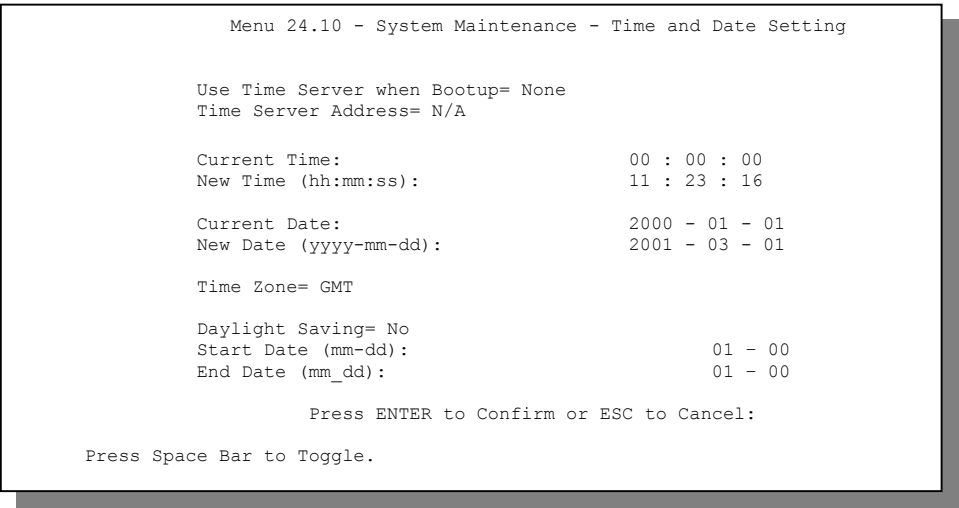 Menu 24.10 - System Maintenance - Time and Date Setting
Use Time Server when Bootup= None
Time Server Address= N/A
Current Time: 00 : 00 : 00
New Time (hh:mm:ss): 11 : 23 : 16
Current Date: 2000 - 01 - 01
New Date (yyyy-mm-dd): 2001 - 03 - 01
Time Zone= GMT
Daylight Saving= No
Start Date (mm-dd): 01 – 00
End Date (mm_dd): 01 – 00
Press ENTER to Confirm or ESC to Cancel:
Press Space Bar to Toggle.